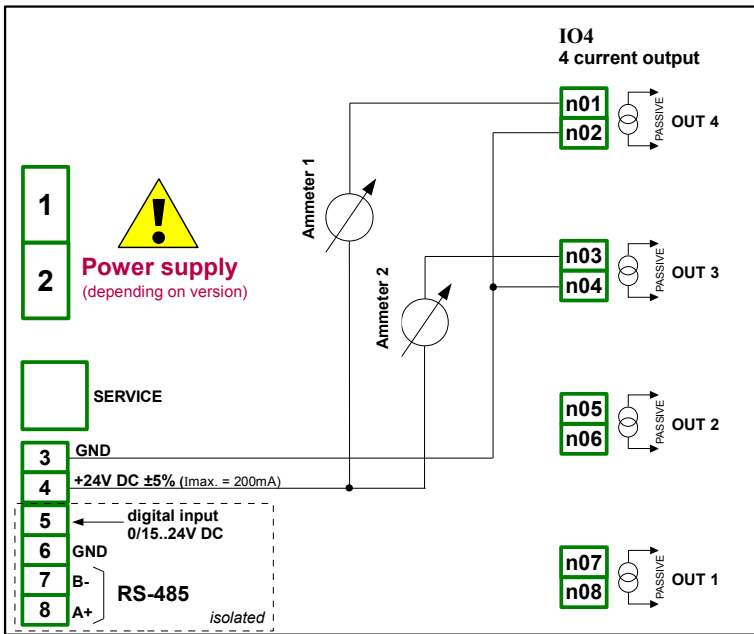 IO4
4 current output
n01
n02
PASSIVE
OUT 4
Ammeter 1
1
2
Power supply
(depending on version)
n03
n04
PASSIVE
OUT 3
Ammeter 2
SERVICE
n05
n06
PASSIVE
OUT 2
3 GND
4 +24V DC ±5% (Imax. = 200mA)
5 digital input
0/15..24V DC
6 GND
7 B-
8 A+
RS-485
isolated
n07
n08
PASSIVE
OUT 1